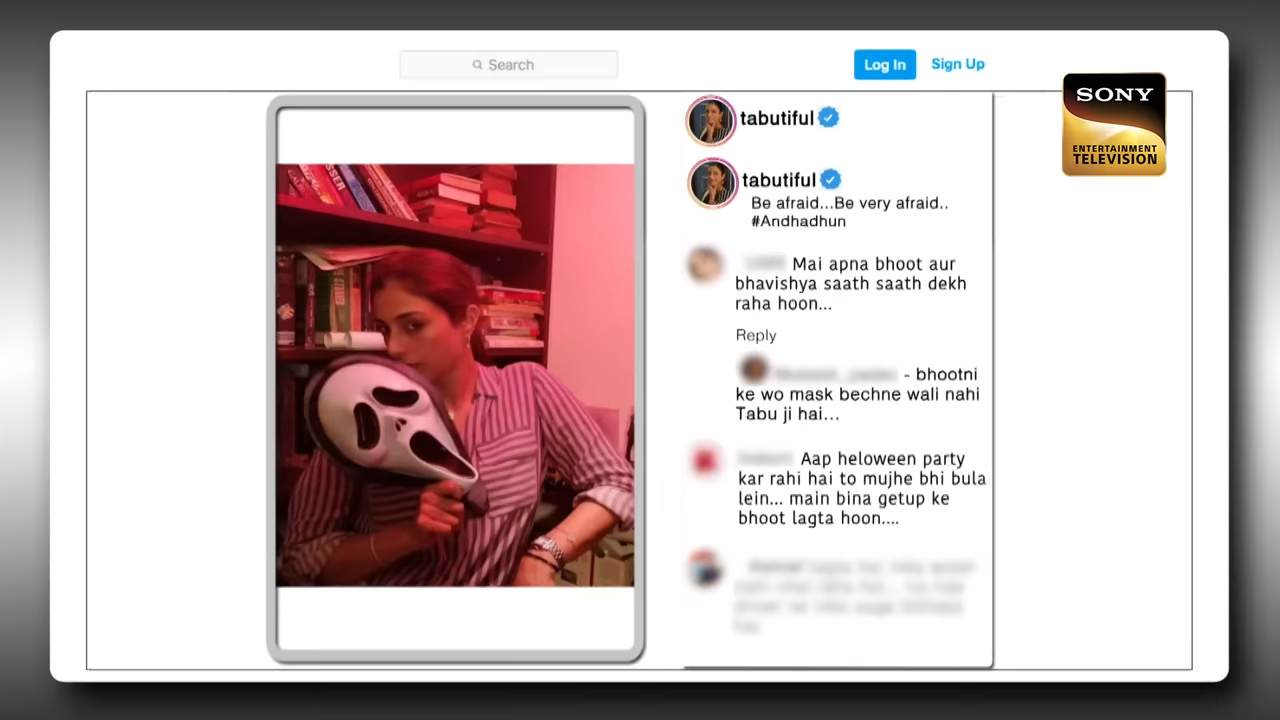 Search
Log In
Sign Up
SONY
ENTERTAINMENT
TELEVISION
tabutiful
tabutiful
Be afraid...Be very afraid..
#Andhadhun
Mai apna bhoot aur
bhavishya saath saath dekh
raha hoon...
Reply
- bhootni
ke wo mask bechne wali nahi
Tabu ji hai...
Aap heloween party
kar rahi hai to mujhe bhi bula
lein... main bina getup ke
bhoot lagta hoon....